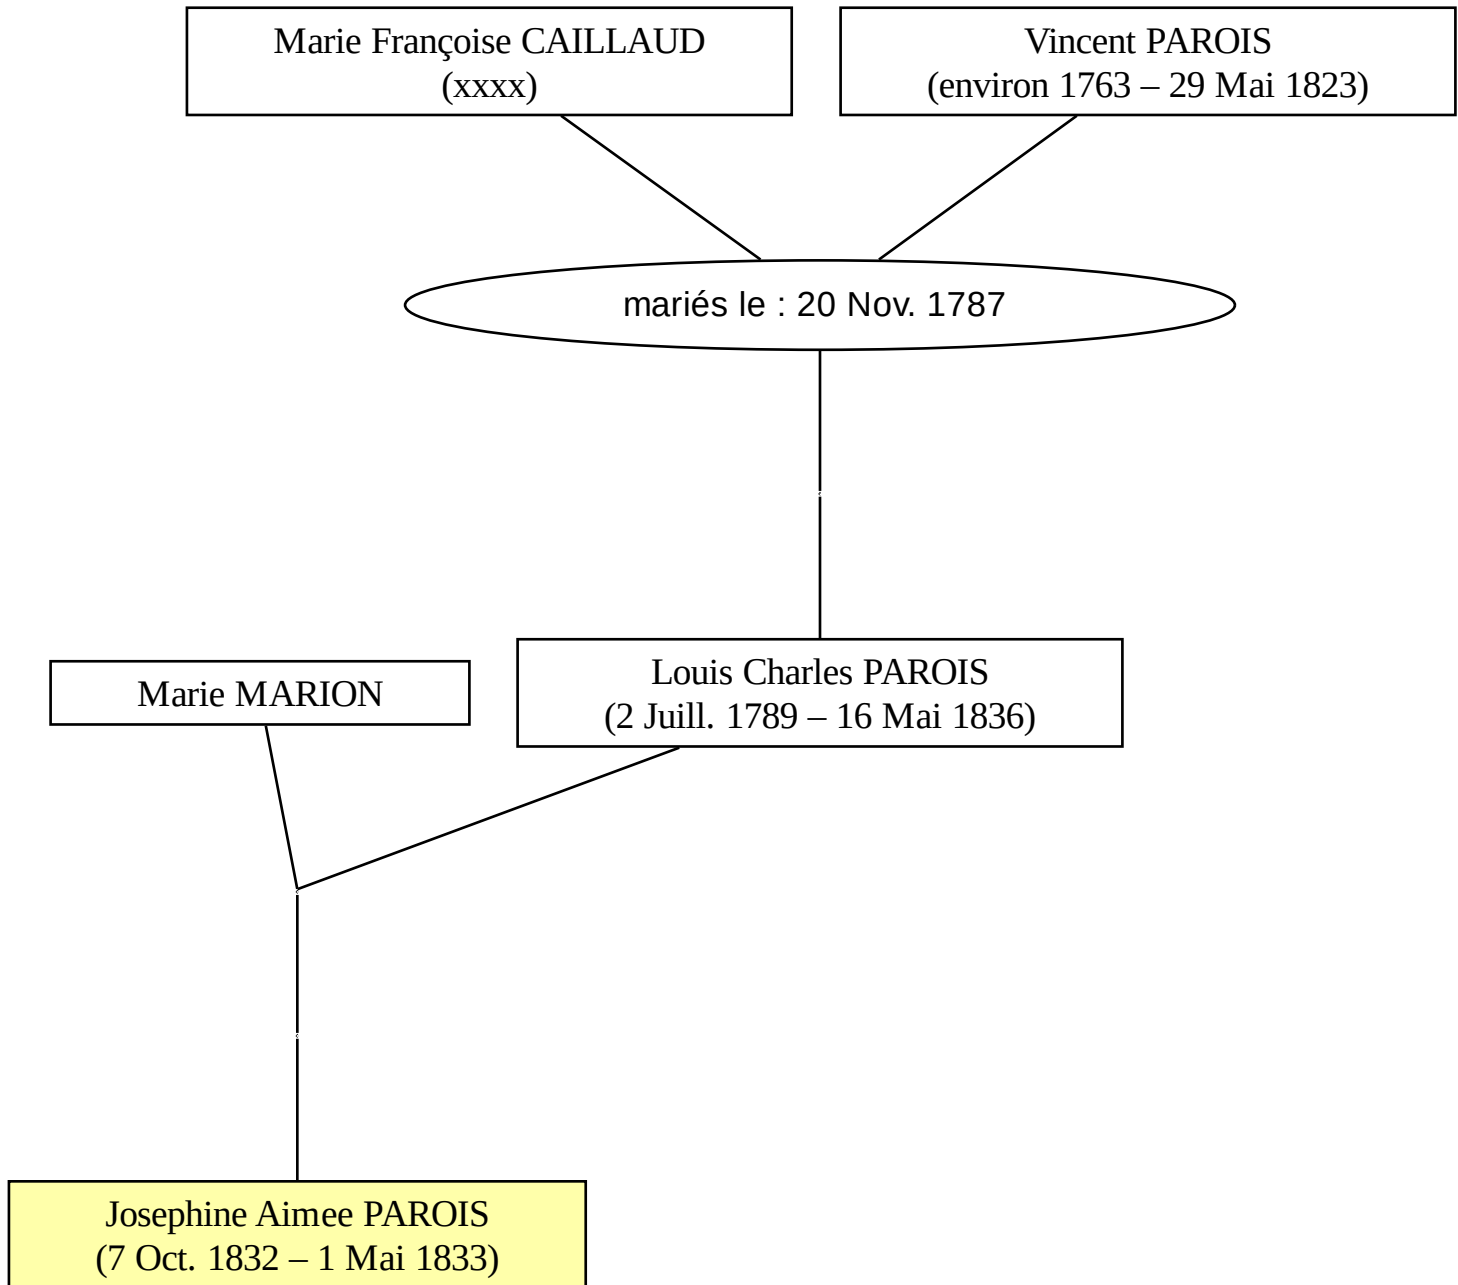 Marie Françoise CAILLAUD
(xxxx)
Vincent PAROIS
(environ 1763 – 29 Mai 1823)
mariés le : 20 Nov. 1787
Marie MARION
Louis Charles PAROIS
(2 Juill. 1789 – 16 Mai 1836)
Josephine Aimee PAROIS
(7 Oct. 1832 – 1 Mai 1833)